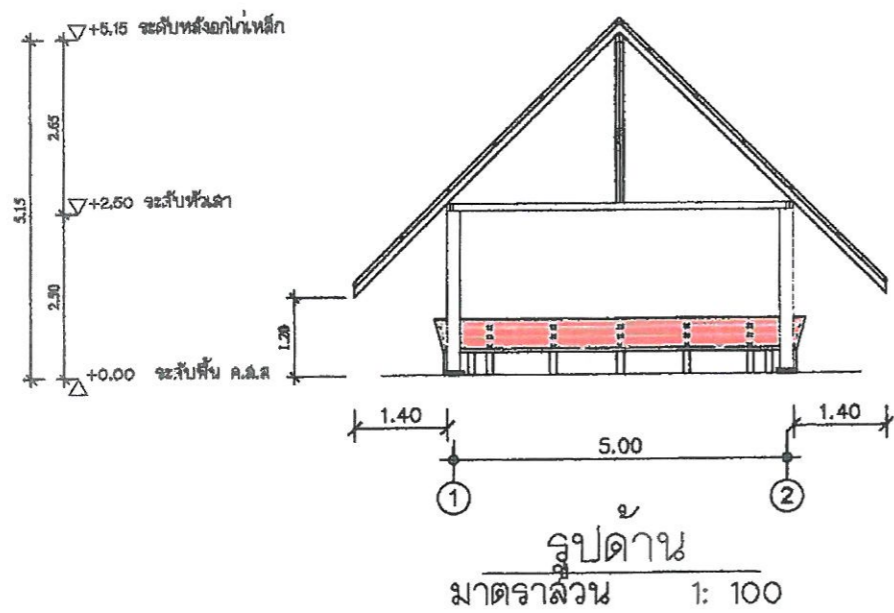 +5.15 ระดับหลังอกไก่เหล็ก
2.65
5.15
+2.50 ระดับหัวเสา
2.50
1.20
+0.00 ระดับพื้น ค.ส.ล
1.40
5.00
1.40
1
2
รูปด้าน
มาตราส่วน 1: 100